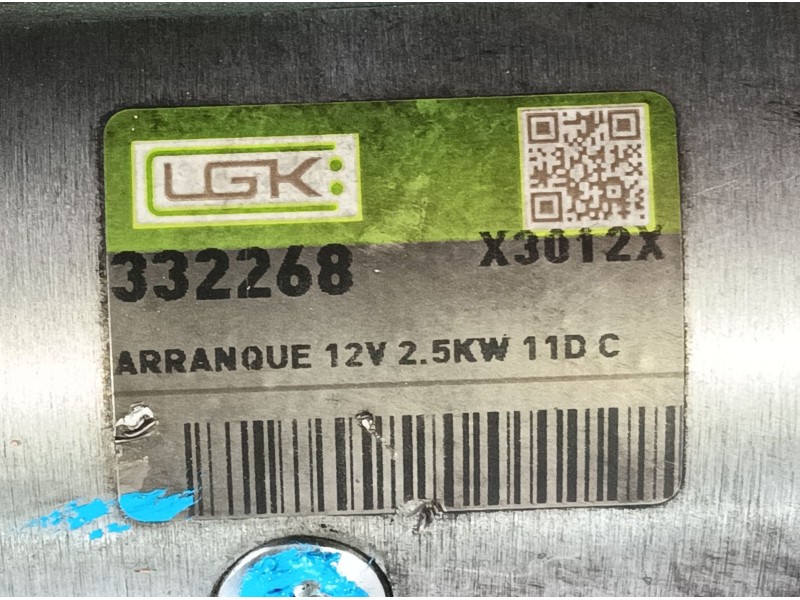 LGK
332268
X3012X
ARRANQUE 12V 2.5KW 11D C